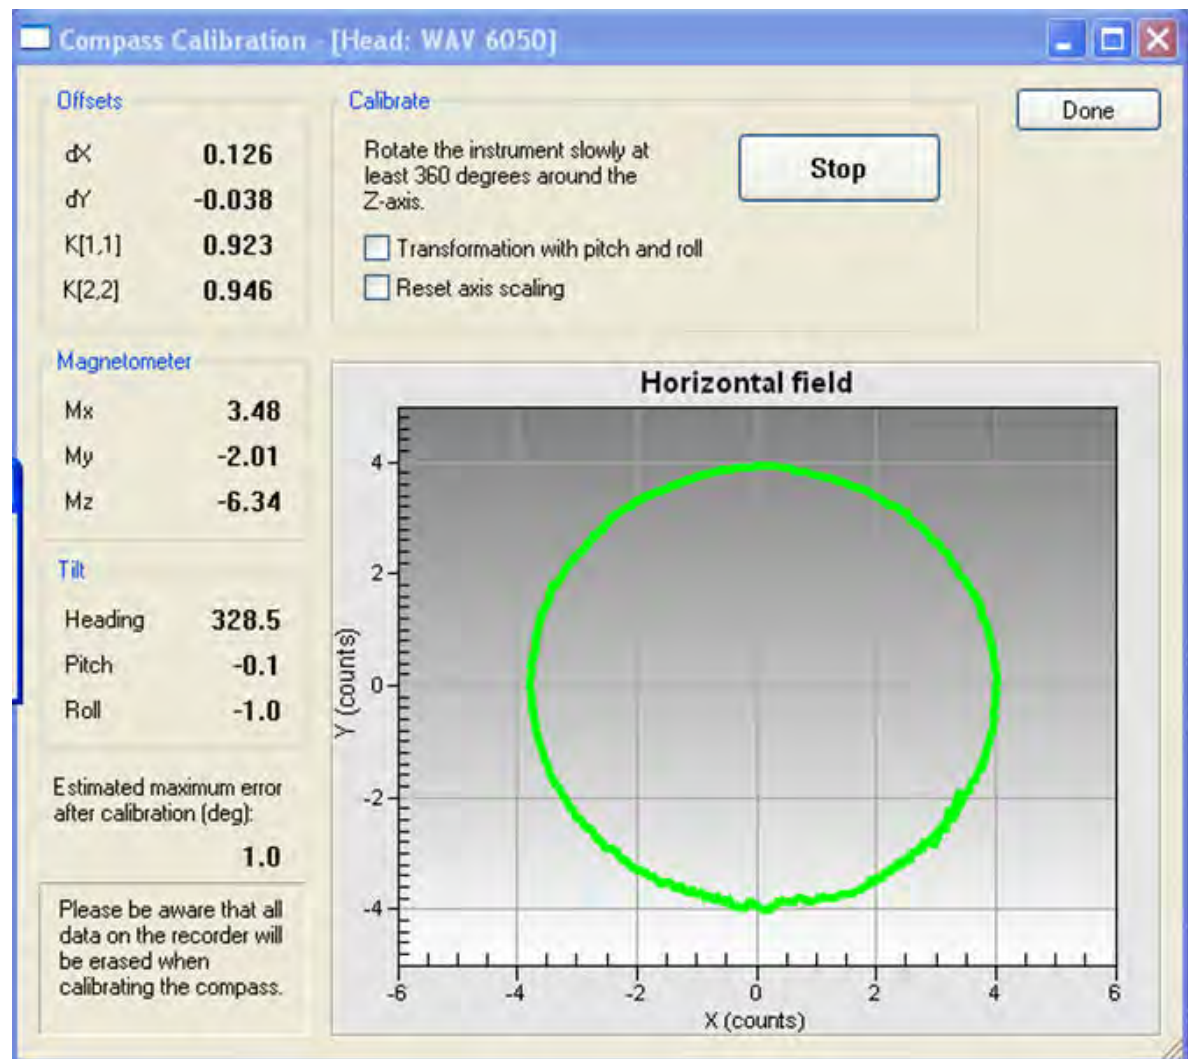 Compass Calibration - [Head: WAV 6050]
Offsets
dX 0.126
dY -0.038
K[1,1] 0.923
K[2,2] 0.946
Calibrate
Rotate the instrument slowly at
least 360 degrees around the
Z-axis.
Stop
Transformation with pitch and roll
Reset axis scaling
Done
Magnetometer
Mx 3.48
My -2.01
Mz -6.34
Tilt
Heading 328.5
Pitch -0.1
Roll -1.0
Estimated maximum error
after calibration (deg):
1.0
Please be aware that all
data on the recorder will
be erased when
calibrating the compass.
Horizontal field
Y (counts)
4
2
0
-2
-4
-6 -4 -2 0 2 4 6
X (counts)